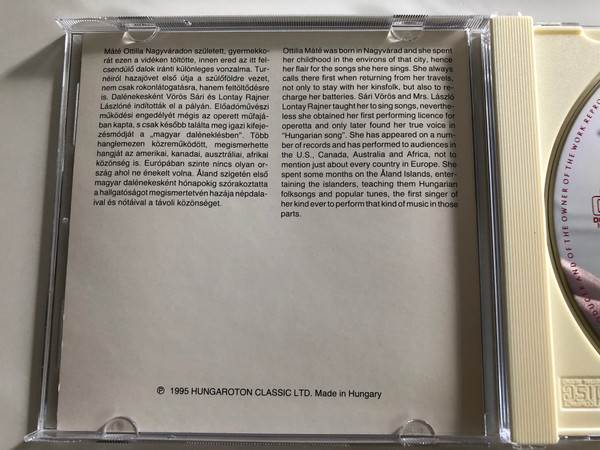 Máté Ottilia Nagyváradon született, gyermekko-
rát ezen a vidéken töltötte, innen ered az itt fel-
csendülő dalok iránti különleges vonzalma. Tur-
néiról hazajövet első útja a szülőföldre vezet,
nem csak rokonlátogatásra, hanem feltöltődésre
is. Dalénekesként Vörös Sári és Lontay Rajner
Lászlóné indították el a pályán. Előadóművészi
működési engedélyét mégis az operett műfajá-
ban kapta, s csak később találta meg igazi kifeje-
zésmódját a „magyar daléneklésben". Több
hanglemezen közreműködött, megismerhette
hangját az amerikai, kanadai, ausztráliai, afrikai
közönség is. Európában szinte nincs olyan or-
szág ahol ne énekelt volna. Åland szigetén első
magyar dalénekesként hónapokig szórakoztatta
a hallgatóságot megismertetvén hazája népdala-
ival és nótáival a távoli közönséget.
Ottilia Máté was born in Nagyvárad and she spent
her childhood in the environs of that city, hence
her flair for the songs she here sings. She always
calls there first when returning from her travels,
not only to stay with her kinsfolk, but also to re-
charge her batteries. Sári Vörös and Mrs. László
Lontay Rajner taught her to sing songs, neverthe-
less she obtained her first performing licence for
operetta and only later found her true voice in
"Hungarian song". She has appeared on a num-
ber of records and has performed to audiences in
the U.S., Canada, Australia and Africa, not to
mention just about every country in Europe. She
spent some months on the Åland Islands, enter-
taining the islanders, teaching them Hungarian
folksongs and popular tunes, the first singer of
her kind ever to perform that kind of music in those
parts.
℗ 1995 HUNGAROTON CLASSIC LTD. Made in Hungary
AND OF THE OWNER OF THE WORK REPRO